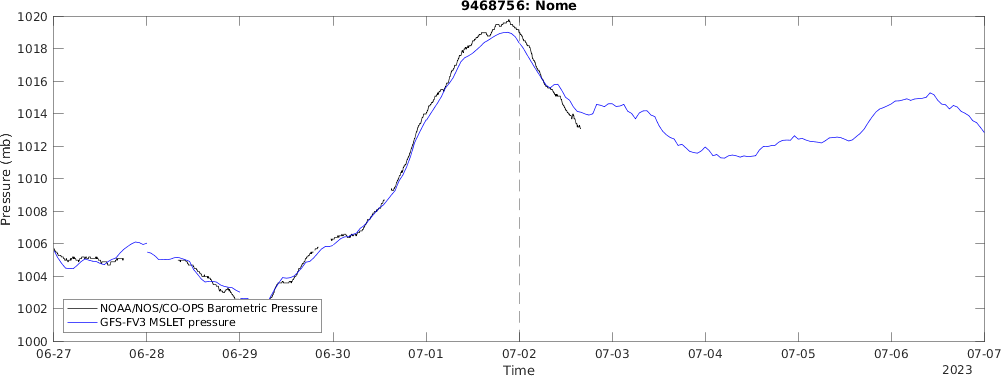 9468756: Nome
1020
1018
1016
1014
1012
1010
1008
1006
1004
1002
1000
Pressure (mb)
NOAA/NOS/CO-OPS Barometric Pressure
GFS-FV3 MSLET pressure
06-27 06-28 06-29 06-30 07-01 07-02 07-03 07-04 07-05 07-06 07-07
Time
2023